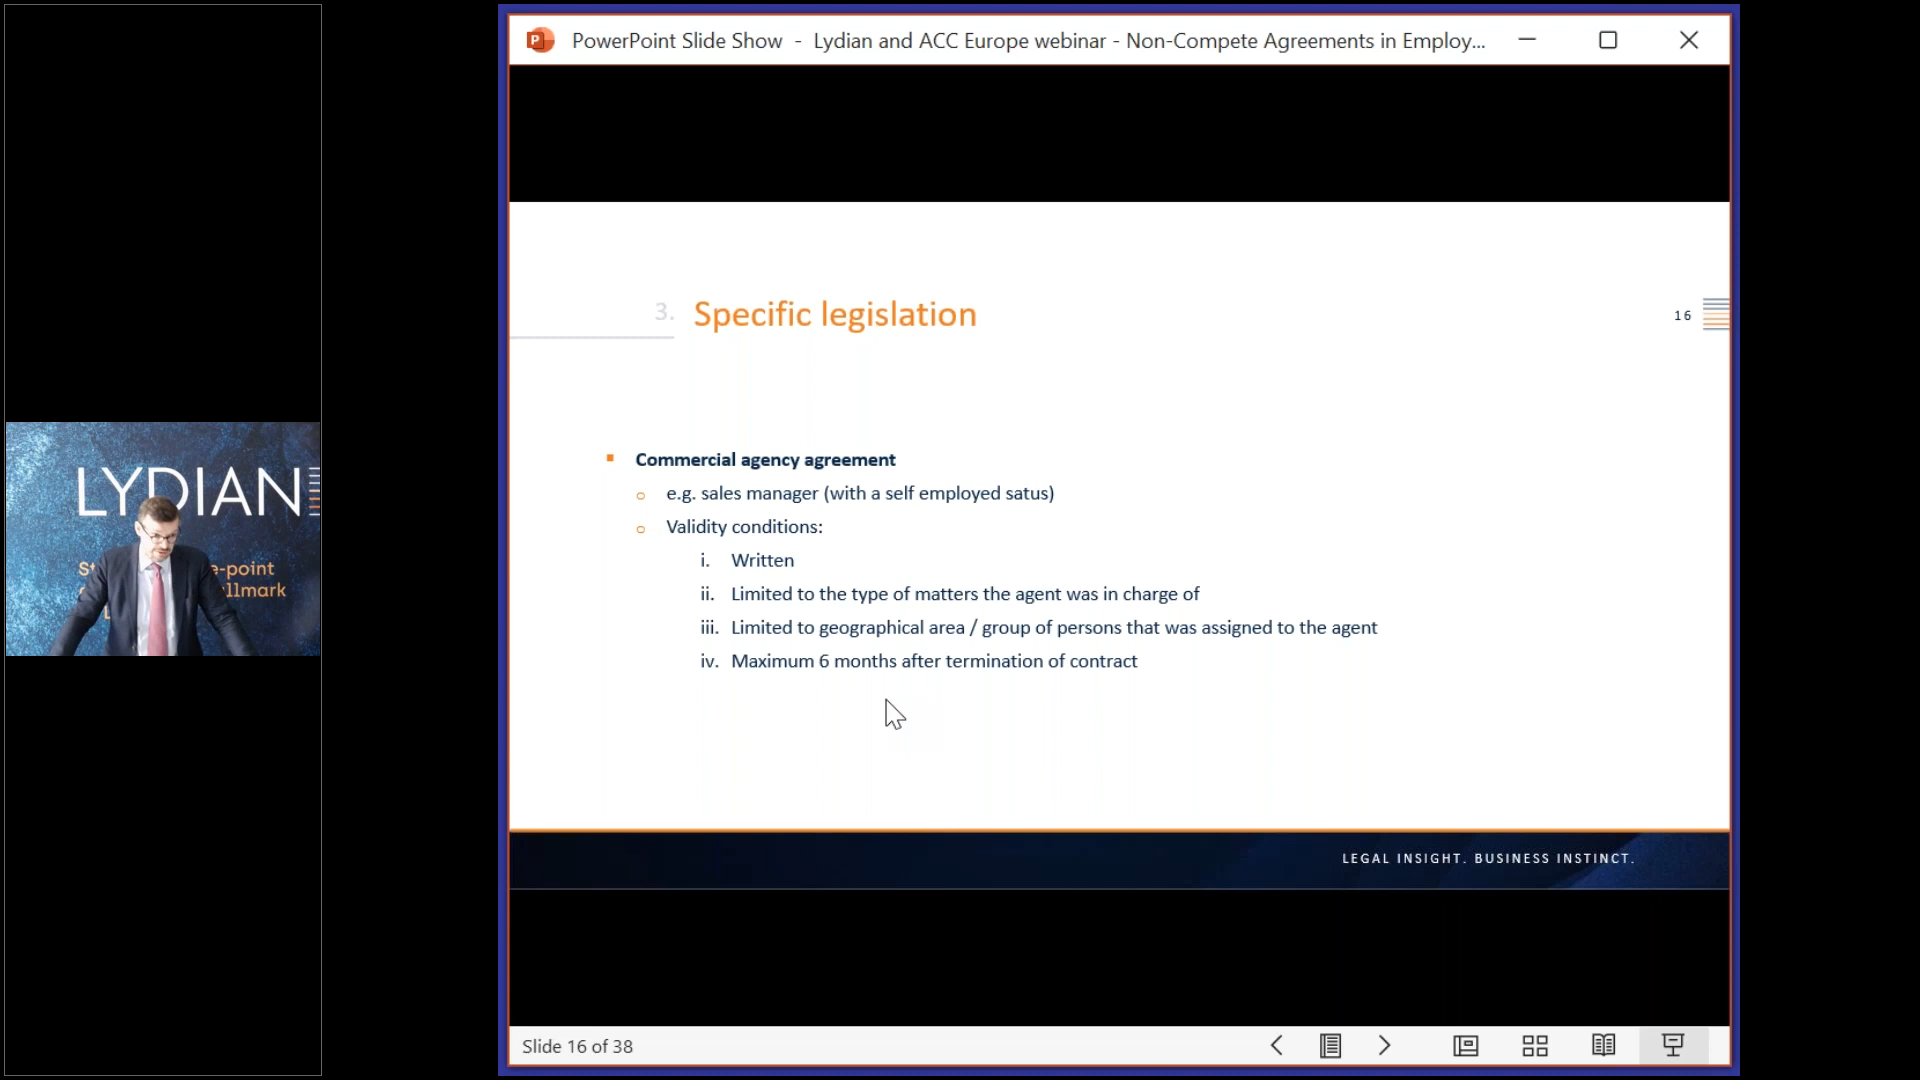 PowerPoint Slide Show - Lydian and ACC Europe webinar - Non-Compete Agreements in Employ...
LYDIAN
e-point
llmark
3. Specific legislation
16
Commercial agency agreement
e.g. sales manager (with a self employed satus)
Validity conditions:
i. Written
ii. Limited to the type of matters the agent was in charge of
iii. Limited to geographical area / group of persons that was assigned to the agent
iv. Maximum 6 months after termination of contract
LEGAL INSIGHT. BUSINESS INSTINCT.
Slide 16 of 38